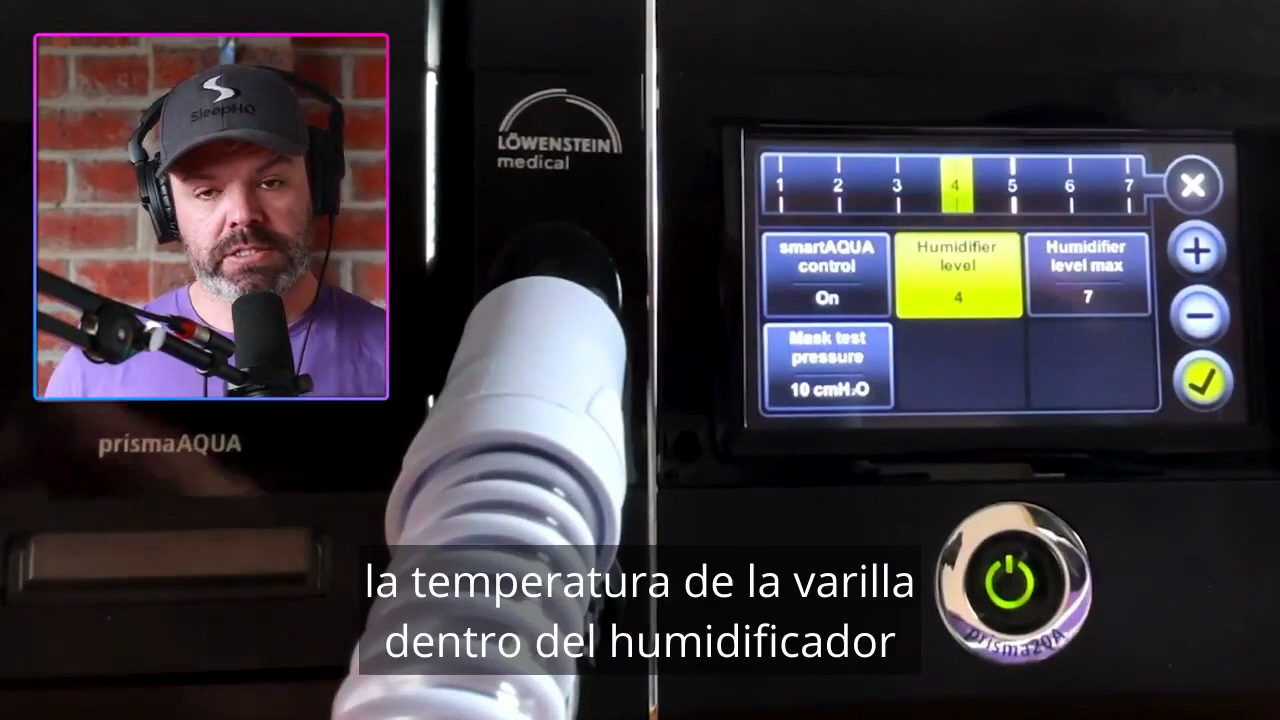 SleepHQ
LÖWENSTEIN
medical
1 2 3 4 5 6 7
smartAQUA
control
On
Humidifier
level
4
Humidifier
level max
7
Mask test
pressure
10 cmH₂O
prismaAQUA
la temperatura de la varilla
dentro del humidificador
prisma20A